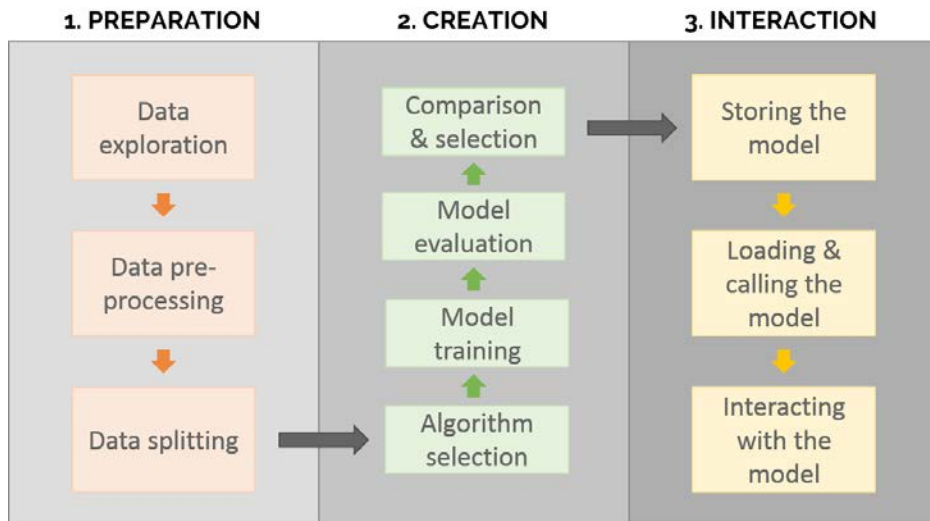 1. PREPARATION
2. CREATION
3. INTERACTION
Data
exploration
Data pre-
processing
Data splitting
Comparison
& selection
Model
evaluation
Model
training
Algorithm
selection
Storing the
model
Loading &
calling the
model
Interacting
with the
model